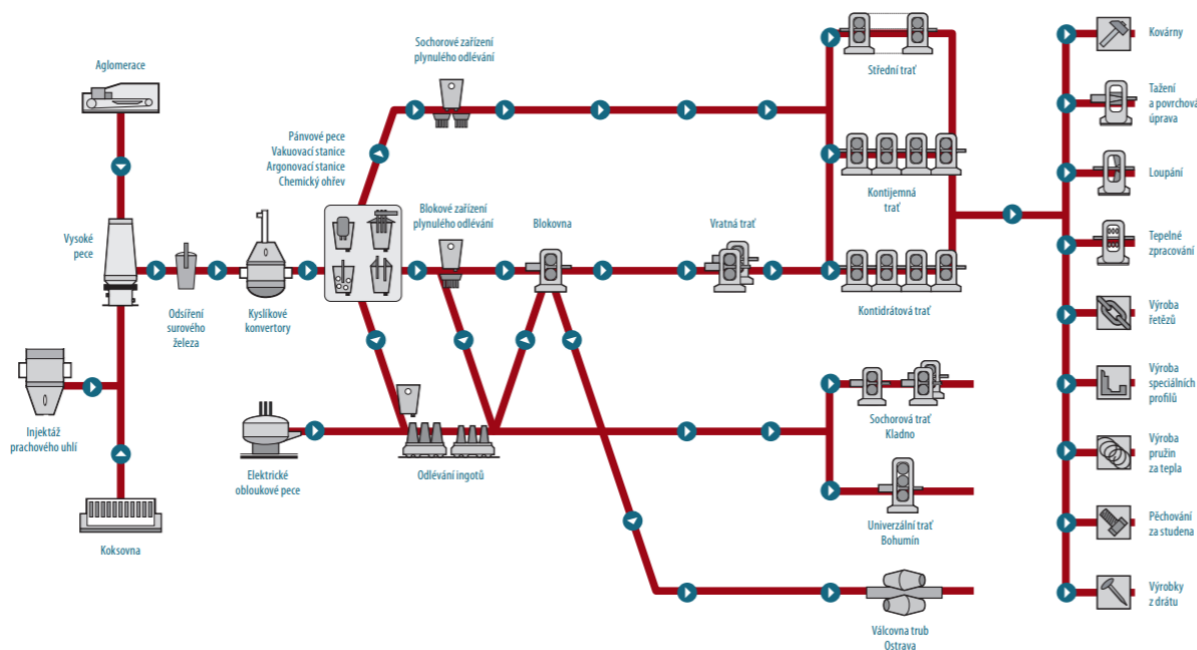 Aglomerace
Vysoké
pece
Injektáž
prachového uhlí
Koksovna
Odsíření
surového
železa
Kyslíkové
konvertory
Pánvové pece
Vakuovací stanice
Argonovací stanice
Chemický ohřev
Elektrické
obloukové pece
Sochorové zařízení
plynulého odlévání
Blokové zařízení
plynulého odlévání
Odlévání ingotů
Blokovna
Vratná trať
Střední trať
Kontijemná
trať
Kontidrátová trať
Sochorová trať
Kladno
Univerzální trať
Bohumín
Válcovna trub
Ostrava
Kovárny
Tažení
a povrchová
úprava
Loupání
Tepelné
zpracování
Výroba
řetězů
Výroba
speciálních
profilů
Výroba
pružin
za tepla
Pěchování
za studena
Výrobky
z drátu